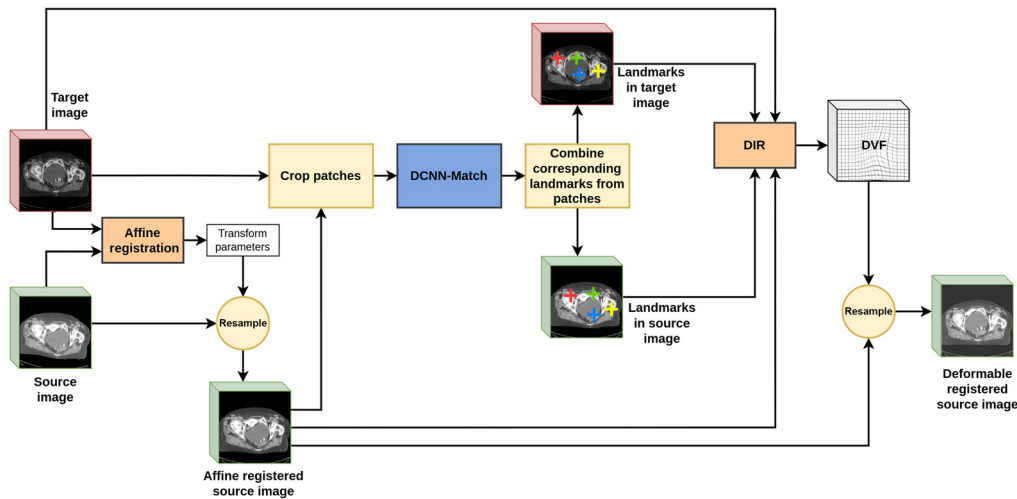 Target
image
Landmarks
in target
image
Crop patches
DCNN-Match
Combine
corresponding
landmarks from
patches
DIR
DVF
Affine
registration
Transform
parameters
Resample
Source
image
Landmarks
in source
image
Resample
Deformable
registered
source image
Affine registered
source image